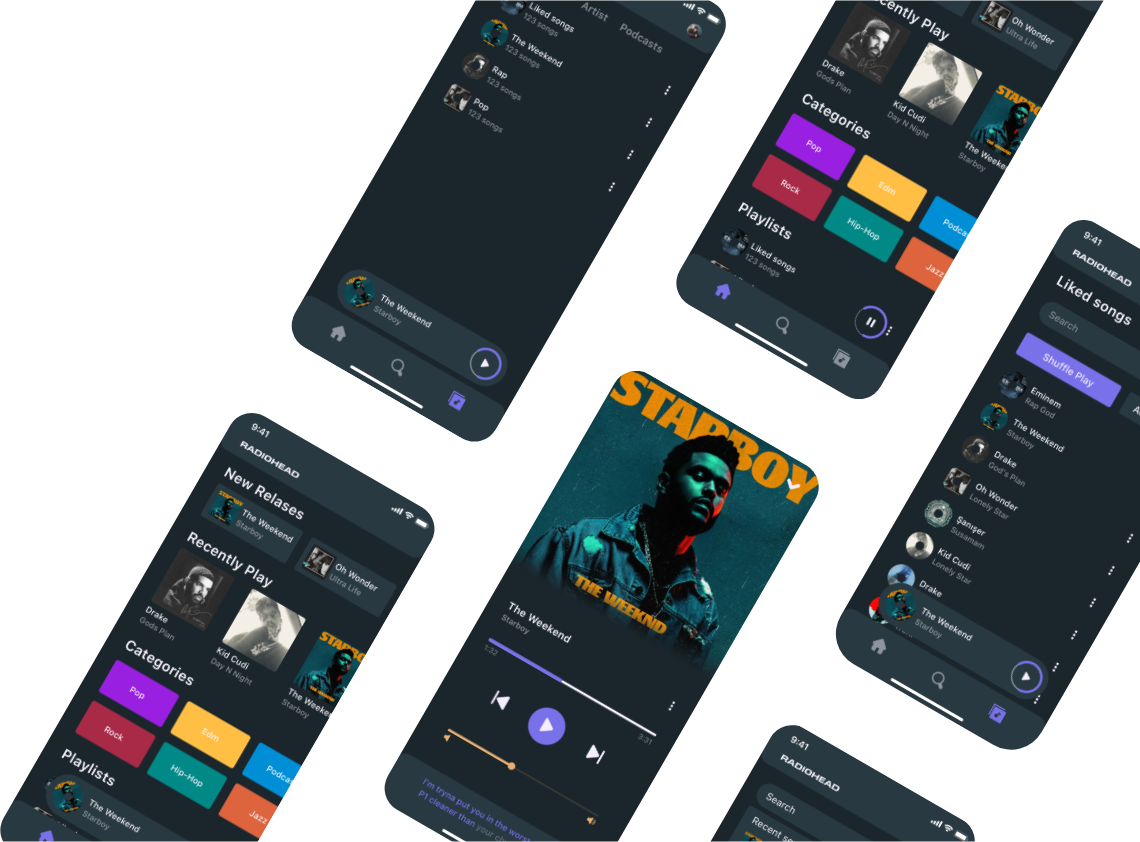 Artist
Podcasts
Liked songs
123 songs
The Weekend
123 songs
Rap
123 songs
Pop
123 songs
The Weekend
Starboy
Recently Play
Oh Wonder
Ultra Life
Drake
Gods Plan
Kid Cudi
Day N Night
STARBOY
The Weeke
Starboy
Categories
Pop
Edm
Podca
Rock
Hip-Hop
Jazz
Playlists
Liked songs
123 songs
9:41
RADIOHEAD
Liked songs
Search
Shuffle Play
Eminem
Rap God
The Weekend
Starboy
Drake
God's Plan
Oh Wonder
Lonely Star
Şanışer
Susamam
Kid Cudi
Lonely Star
Drake
The Weekend
Starboy
9:41
RADIOHEAD
New Relases
The Weekend
Starboy
Oh Wonder
Ultra Life
Recently Play
Drake
Gods Plan
Kid Cudi
Day N Night
STARBOY
The Weeke
Starboy
Categories
Pop
Edm
Podca
Rock
Hip-Hop
Jazz
Playlists
The Weekend
Starboy
STARBOY
THE WEEKND
The Weekend
Starboy
1:32
3:31
I'm tryna put you in the worst
P1 cleaner than your ch
9:41
RADIOHEAD
Search
Recent se